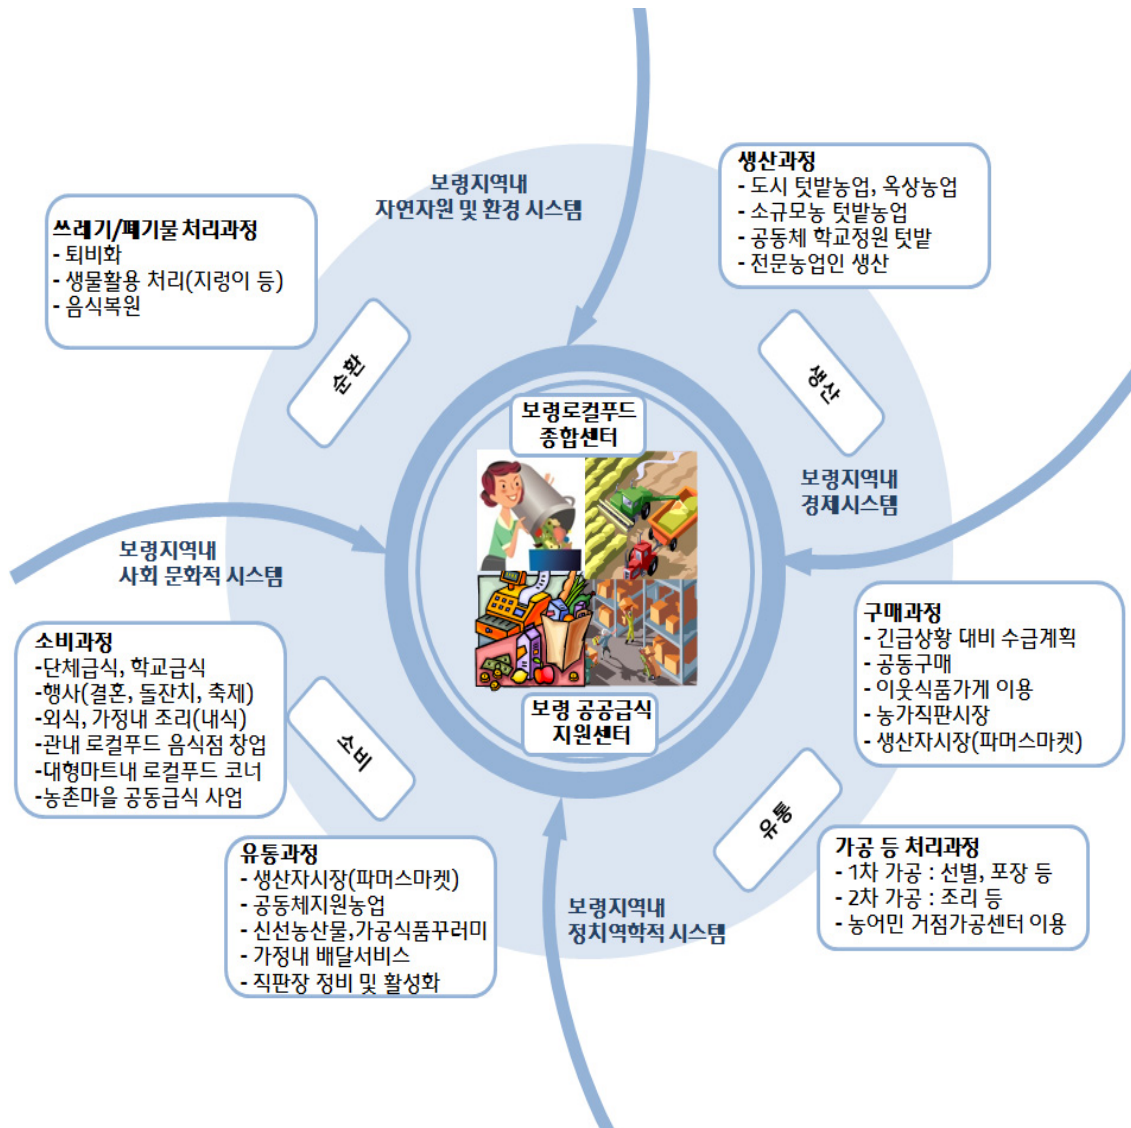 보령지역내
자연자원 및 환경 시스템
생산과정
- 도시 텃밭농업, 옥상농업
- 소규모농 텃밭농업
- 공동체 학교정원 텃밭
- 전문농업인 생산
쓰레기/폐기물 처리과정
- 퇴비화
- 생물활용 처리(지렁이 등)
- 음식복원
순환
생산
보령로컬푸드
종합센터
보령지역내
경제시스템
보령지역내
사회 문화적 시스템
구매과정
- 긴급상황 대비 수급계획
- 공동구매
- 이웃식품가게 이용
- 농가직판시장
- 생산자시장(파머스마켓)
소비과정
-단체급식, 학교급식
-행사(결혼, 돌잔치, 축제)
-외식, 가정내 조리(내식)
-관내 로컬푸드 음식점 창업
-대형마트내 로컬푸드 코너
-농촌마을 공동급식 사업
보령 공공급식
지원센터
소비
유통
유통과정
- 생산자시장(파머스마켓)
- 공동체지원농업
- 신선농산물,가공식품꾸러미
- 가정내 배달서비스
- 직판장 정비 및 활성화
보령지역내
정치역학적 시스템
가공 등 처리과정
- 1차 가공 : 선별, 포장 등
- 2차 가공 : 조리 등
- 농어민 거점가공센터 이용